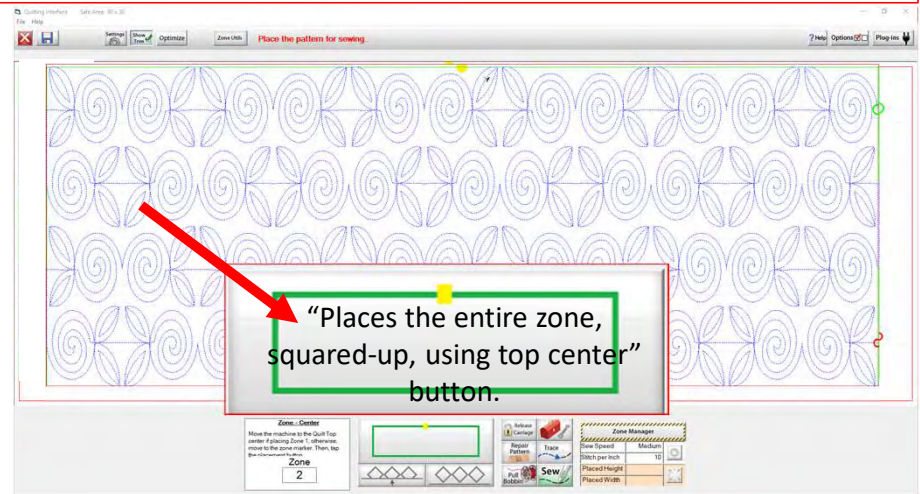 Quilting Interface Safe Area: 30 x 30
File Help
Settings Show Trim Optimize Zone Utils Place the pattern for sewing... ? Help Options Plug-ins
“Places the entire zone,
squared-up, using top center”
button.
Zone - Center
Move the machine to the Quilt Top
center if placing Zone 1, otherwise,
move to the zone marker. Then, tap
the placement button.
Zone
2
Release Carriage
Repair Pattern Trace
Pull Bobbin Sew
Zone Manager
Sew Speed Medium
Stitch per Inch 10
Placed Height
Placed Width